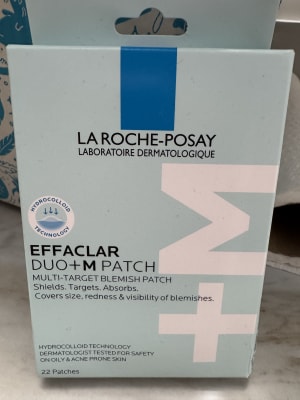 LA ROCHE-POSAY
LABORATOIRE DERMATOLOGIQUE
HYDROCOLLOID
TECHNOLOGY
EFFACLAR
DUO+M PATCH
MULTI-TARGET BLEMISH PATCH
Shields. Targets. Absorbs.
Covers size, redness & visibility of blemishes.
+M
HYDROCOLLOID TECHNOLOGY
DERMATOLOGIST TESTED FOR SAFETY
ON OILY & ACNE PRONE SKIN
22 Patches